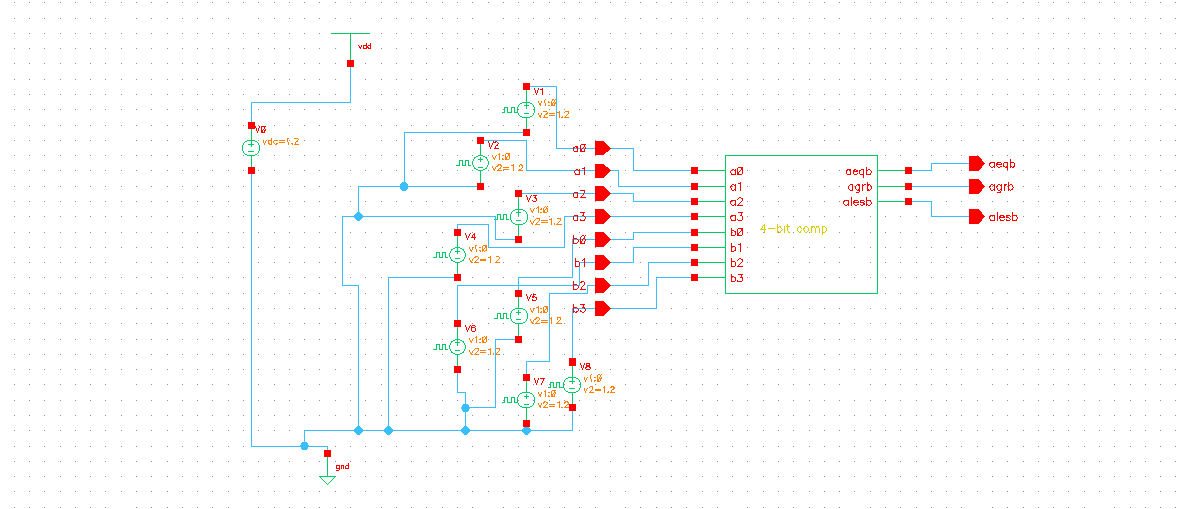 vdd
V0
vdc=1.2
V1
v1:0
v2=1.2
V2
v1:0
v2=1.2
V3
v1:0
v2=1.2
V4
v1:0
v2=1.2
V5
v1:0
v2=1.2
V6
v1:0
v2=1.2
V7
v1:0
v2=1.2
V8
v1:0
v2=1.2
gnd
a0
a1
a2
a3
b0
b1
b2
b3
a0
a1
a2
a3
b0
b1
b2
b3
4-bit.comp
aeqb
agrb
alesb
aeqb
agrb
alesb